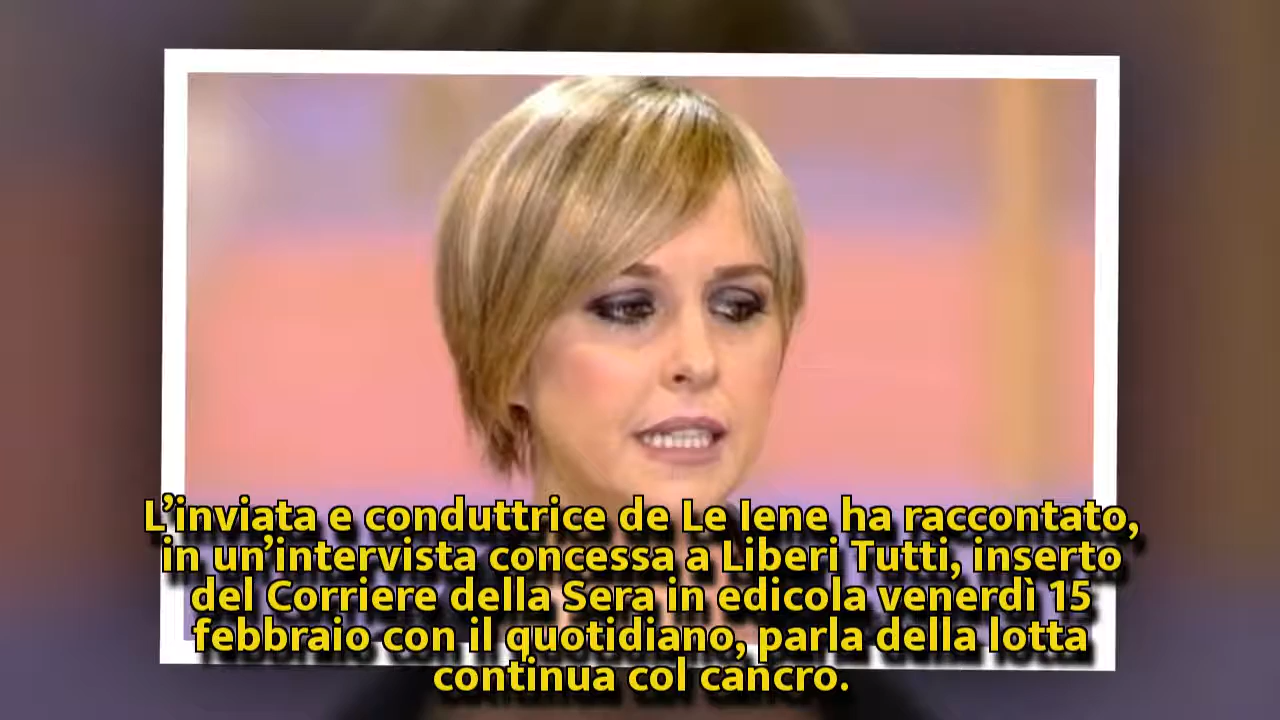 L'inviata e conduttrice de Le Iene ha raccontato,
in un'intervista concessa a Liberi Tutti, inserto
del Corriere della Sera in edicola venerdì 15
febbraio con il quotidiano, parla della lotta
continua col cancro.